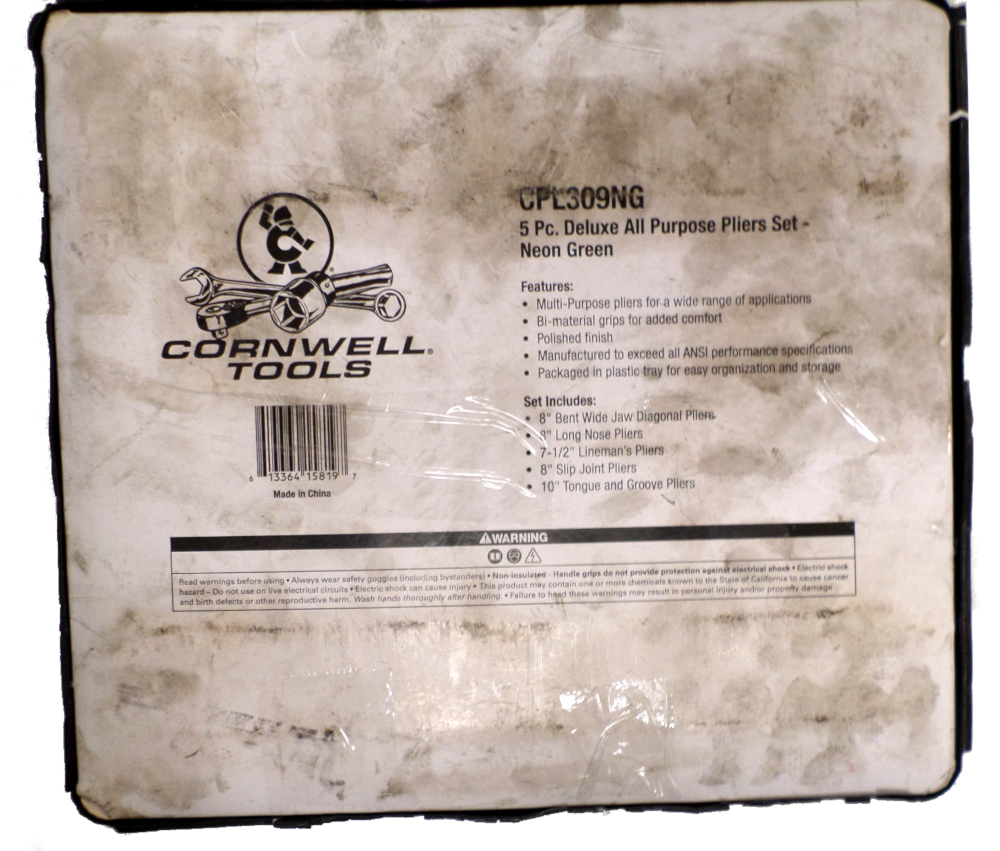 CPL309NG
5 Pc. Deluxe All Purpose Pliers Set -
Neon Green
Features:
• Multi-Purpose pliers for a wide range of applications
• Bi-material grips for added comfort
• Polished finish
• Manufactured to exceed all ANSI performance specifications
• Packaged in plastic tray for easy organization and storage
Set Includes:
• 8" Bent Wide Jaw Diagonal Pliers
• 8" Long Nose Pliers
• 7-1/2" Lineman's Pliers
• 8" Slip Joint Pliers
• 10" Tongue and Groove Pliers
C
CORNWELL®
TOOLS
6 13364 15819 7
Made in China
WARNING
Read warnings before using • Always wear safety goggles (including bystanders) • Non-insulated - Handle grips do not provide protection against electrical shock • Electric shock
hazard – Do not use on live electrical circuits • Electric shock can cause injury • This product may contain one or more chemicals known to the State of California to cause cancer
and birth defects or other reproductive harm. Wash hands thoroughly after handling. • Failure to heed these warnings may result in personal injury and/or property damage